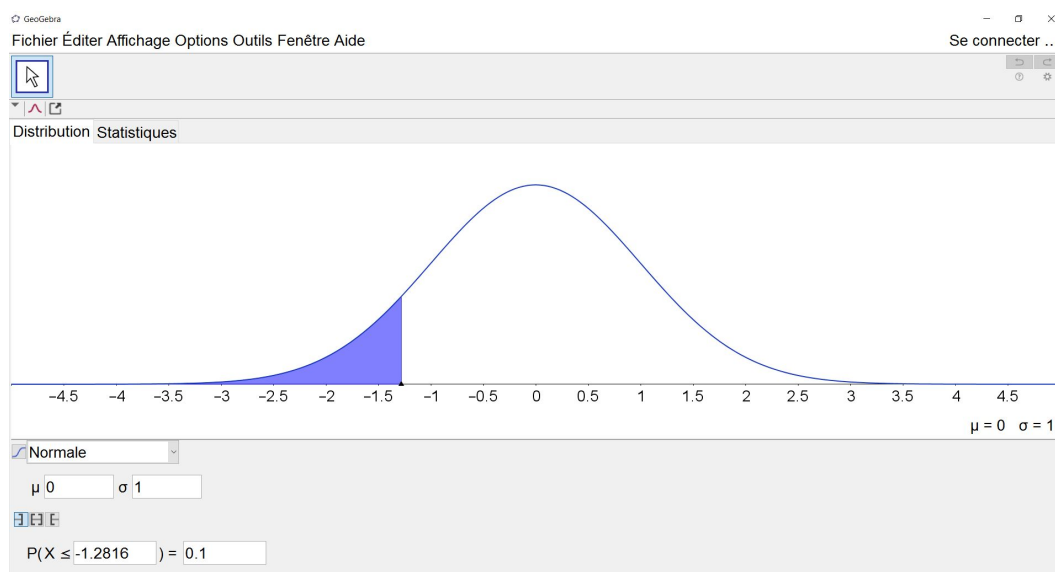 GeoGebra
Fichier Éditer Affichage Options Outils Fenêtre Aide Se connecter ..
Distribution Statistiques
−4.5 −4 −3.5 −3 −2.5 −2 −1.5 −1 −0.5 0 0.5 1 1.5 2 2.5 3 3.5 4 4.5
μ = 0 σ = 1
Normale
μ 0 σ 1
P( X ≤ -1.2816 ) = 0.1